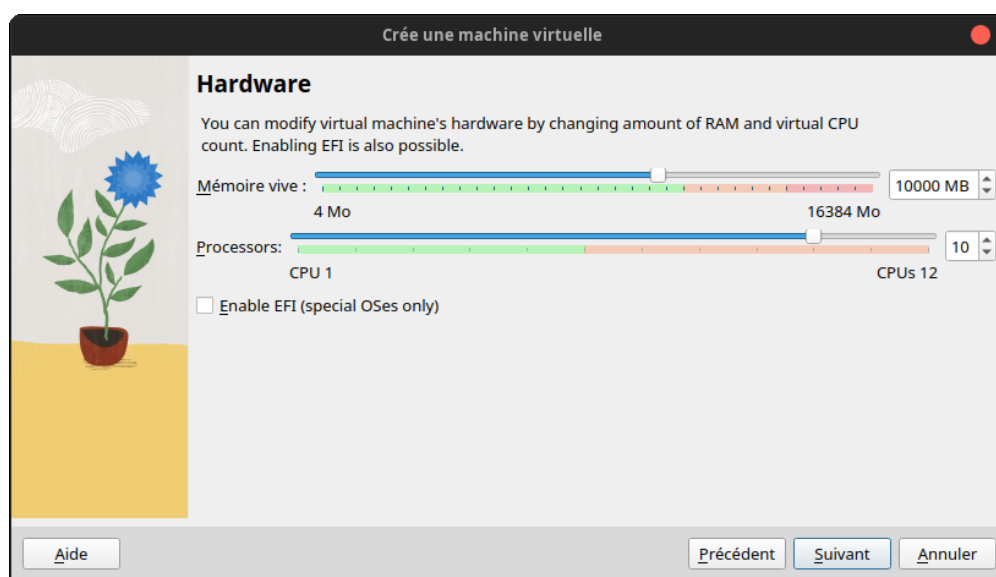 Crée une machine virtuelle
Hardware
You can modify virtual machine's hardware by changing amount of RAM and virtual CPU
count. Enabling EFI is also possible.
Mémoire vive : 10000 MB
4 Mo 16384 Mo
Processors: 10
CPU 1 CPUs 12
Enable EFI (special OSes only)
Aide Précédent Suivant Annuler